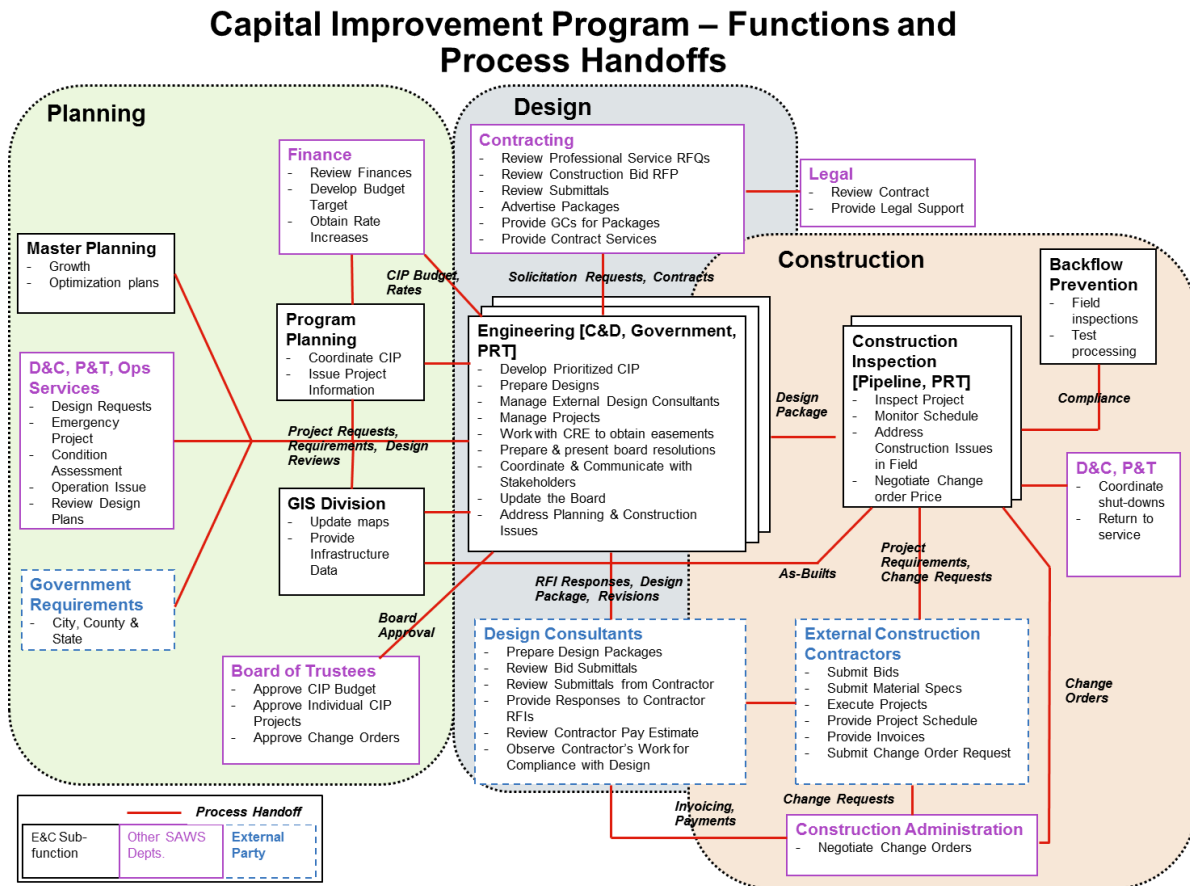 Capital Improvement Program – Functions and
Process Handoffs
Planning
Design
Construction
Finance
- Review Finances
- Develop Budget
Target
- Obtain Rate
Increases
Contracting
- Review Professional Service RFQs
- Review Construction Bid RFP
- Review Submittals
- Advertise Packages
- Provide GCs for Packages
- Provide Contract Services
Legal
- Review Contract
- Provide Legal Support
Master Planning
- Growth
- Optimization plans
CIP Budget,
Rates
Solicitation Requests, Contracts
Backflow
Prevention
- Field
inspections
- Test
processing
Program
Planning
- Coordinate CIP
- Issue Project
Information
Engineering [C&D, Government,
PRT]
- Develop Prioritized CIP
- Prepare Designs
- Manage External Design Consultants
- Manage Projects
- Work with CRE to obtain easements
- Prepare & present board resolutions
- Coordinate & Communicate with
Stakeholders
- Update the Board
- Address Planning & Construction
Issues
Construction
Inspection
[Pipeline, PRT]
- Inspect Project
- Monitor Schedule
- Address
Construction Issues
in Field
- Negotiate Change
order Price
Design
Package
Compliance
D&C, P&T, Ops
Services
- Design Requests
- Emergency
Project
- Condition
Assessment
- Operation Issue
- Review Design
Plans
Project Requests,
Requirements, Design
Reviews
D&C, P&T
- Coordinate
shut-downs
- Return to
service
GIS Division
- Update maps
- Provide
Infrastructure
Data
Government
Requirements
- City, County &
State
RFI Responses, Design
Package, Revisions
As-Builts
Project
Requirements,
Change Requests
Board
Approval
Board of Trustees
- Approve CIP Budget
- Approve Individual CIP
Projects
- Approve Change Orders
Design Consultants
- Prepare Design Packages
- Review Bid Submittals
- Review Submittals from Contractor
- Provide Responses to Contractor
RFIs
- Review Contractor Pay Estimate
- Observe Contractor's Work for
Compliance with Design
External Construction
Contractors
- Submit Bids
- Submit Material Specs
- Execute Projects
- Provide Project Schedule
- Provide Invoices
- Submit Change Order Request
Change
Orders
Invoicing,
Payments
Change Requests
Construction Administration
- Negotiate Change Orders
Process Handoff
E&C Sub-
function
Other SAWS
Depts.
External
Party